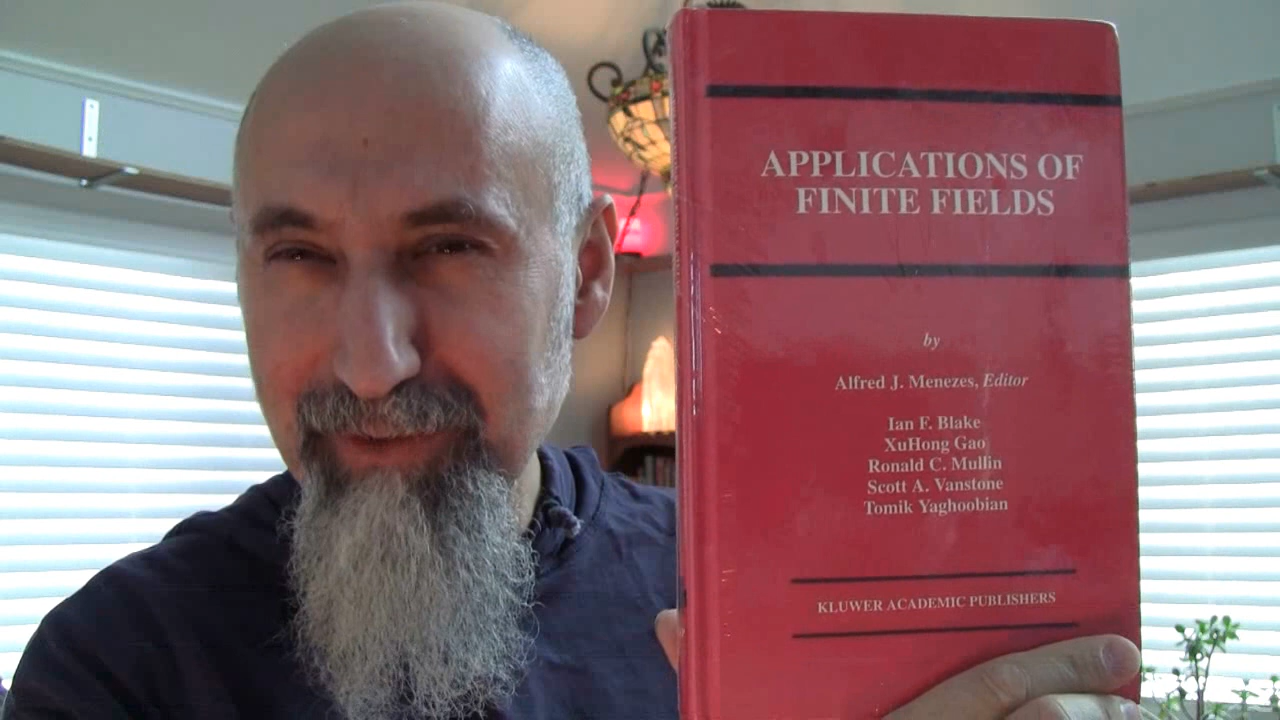 APPLICATIONS OF
FINITE FIELDS
by
Alfred J. Menezes, Editor
Ian F. Blake
XuHong Gao
Ronald C. Mullin
Scott A. Vanstone
Tomik Yaghoobian
KLUWER ACADEMIC PUBLISHERS